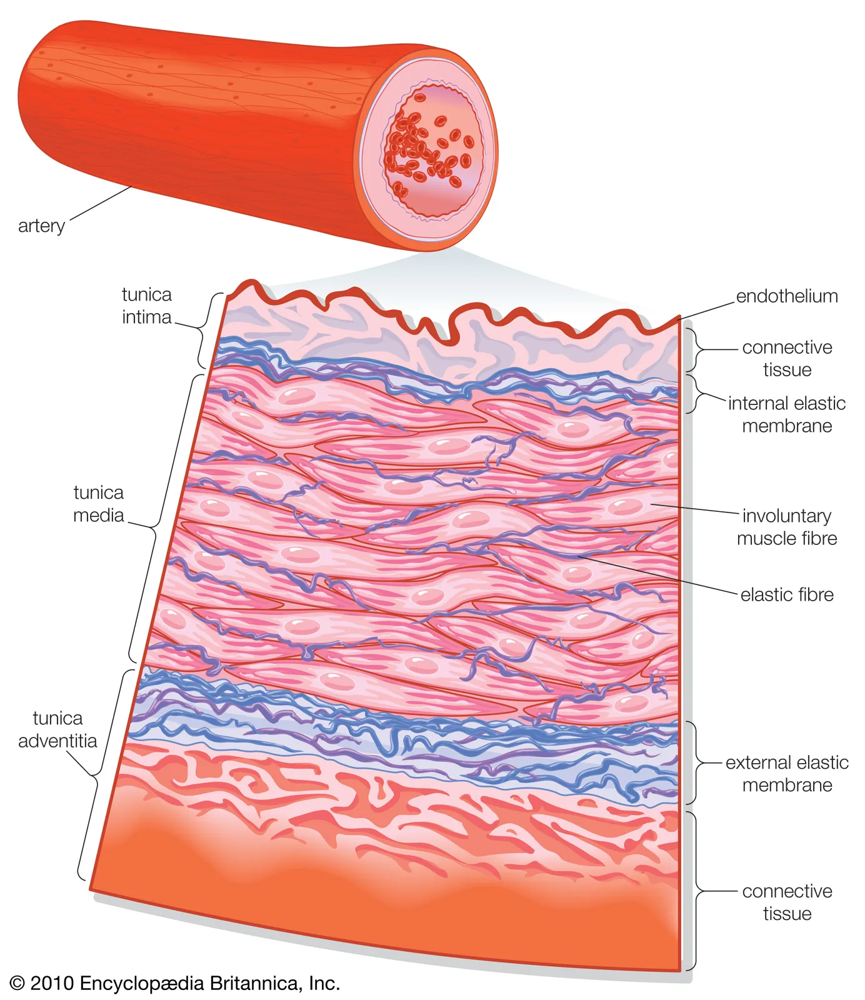 artery
tunica
intima
endothelium
connective
tissue
internal elastic
membrane
tunica
media
involuntary
muscle fibre
elastic fibre
tunica
adventitia
external elastic
membrane
connective
tissue
© 2010 Encyclopædia Britannica, Inc.